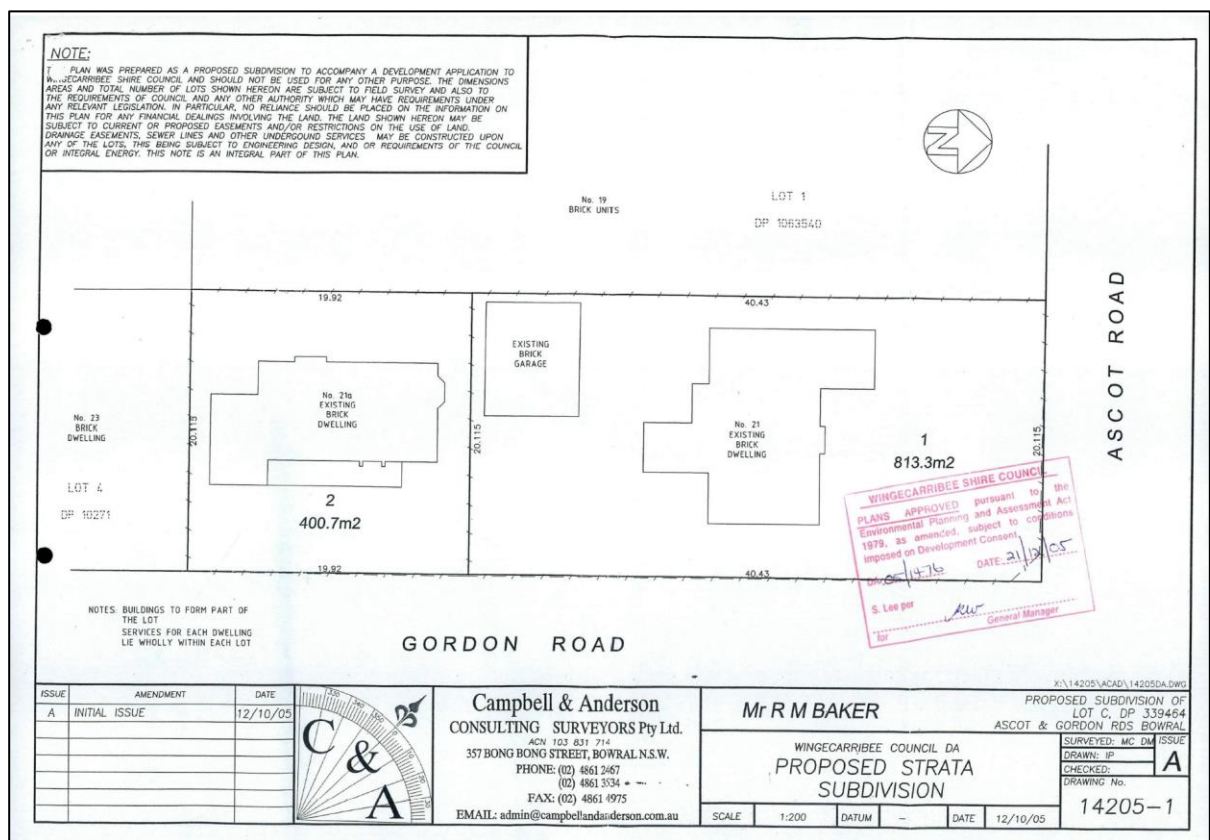 NOTE:
PLAN WAS PREPARED AS A PROPOSED SUBDIVISION TO ACCOMPANY A DEVELOPMENT APPLICATION TO
WINGECARRIBEE SHIRE COUNCIL AND SHOULD NOT BE USED FOR ANY OTHER PURPOSE. THE DIMENSIONS
AREAS AND TOTAL NUMBER OF LOTS SHOWN HEREON ARE SUBJECT TO FIELD SURVEY AND ALSO TO
THE REQUIREMENTS OF COUNCIL AND ANY OTHER AUTHORITY WHICH MAY HAVE REQUIREMENTS UNDER
ANY RELEVANT LEGISLATION. IN PARTICULAR, NO RELIANCE SHOULD BE PLACED ON THE INFORMATION ON
THIS PLAN FOR ANY FINANCIAL DEALINGS INVOLVING THE LAND. THE LAND SHOWN HEREON MAY BE
SUBJECT TO CURRENT OR PROPOSED EASEMENTS AND/OR RESTRICTIONS ON THE USE OF LAND.
DRAINAGE EASEMENTS, SEWER LINES AND OTHER UNDERGOUND SERVICES MAY BE CONSTRUCTED UPON
ANY OF THE LOTS, THIS BEING SUBJECT TO ENGINEERING DESIGN, AND OR REQUIREMENTS OF THE COUNCIL
OR INTEGRAL ENERGY. THIS NOTE IS AN INTEGRAL PART OF THIS PLAN.
N
No. 19
BRICK UNITS
LOT 1
DP 1063540
19.92
40.43
ASCOT ROAD
EXISTING
BRICK
GARAGE
No. 23
BRICK
DWELLING
20.115
No. 21a
EXISTING
BRICK
DWELLING
20.115
No. 21
EXISTING
BRICK
DWELLING
1
813.3m2
20.115
LOT 4
DP 10271
2
400.7m2
19.92
40.43
WINGECARRIBEE SHIRE COUNCIL
PLANS APPROVED pursuant to the
Environmental Planning and Assessment Act
1979, as amended, subject to conditions
imposed on Development Consent.
DA 05/1476 DATE: 21/12/05
S. Lee per
for General Manager
NOTES BUILDINGS TO FORM PART OF
THE LOT
SERVICES FOR EACH DWELLING
LIE WHOLLY WITHIN EACH LOT
GORDON ROAD
X:\14205\ACAD\14205DA.DWG
ISSUE AMENDMENT DATE
A INITIAL ISSUE 12/10/05
C & A
Campbell & Anderson
CONSULTING SURVEYORS Pty Ltd.
ACN 103 831 714
357 BONG BONG STREET, BOWRAL N.S.W.
PHONE: (02) 4861 2467
(02) 4861 3534
FAX: (02) 4861 4975
EMAIL: admin@campbellandanderson.com.au
Mr R M BAKER
PROPOSED SUBDIVISION OF
LOT C, DP 339464
ASCOT & GORDON RDS BOWRAL
WINGECARRIBEE COUNCIL DA
PROPOSED STRATA
SUBDIVISION
SURVEYED: MC DM
DRAWN: IP
CHECKED:
ISSUE
A
DRAWING No.
14205-1
SCALE 1:200 DATUM - DATE 12/10/05